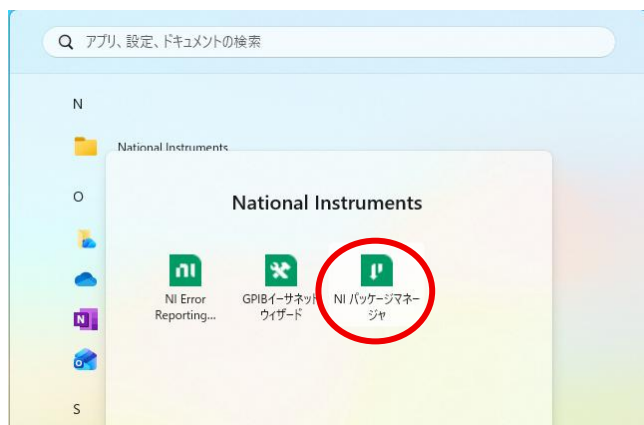 アプリ、設定、ドキュメントの検索
N
National Instruments
O
National Instruments
NI Error
Reporting...
GPIBイーサネット
ウィザード
NI パッケージマネー
ジャ
S